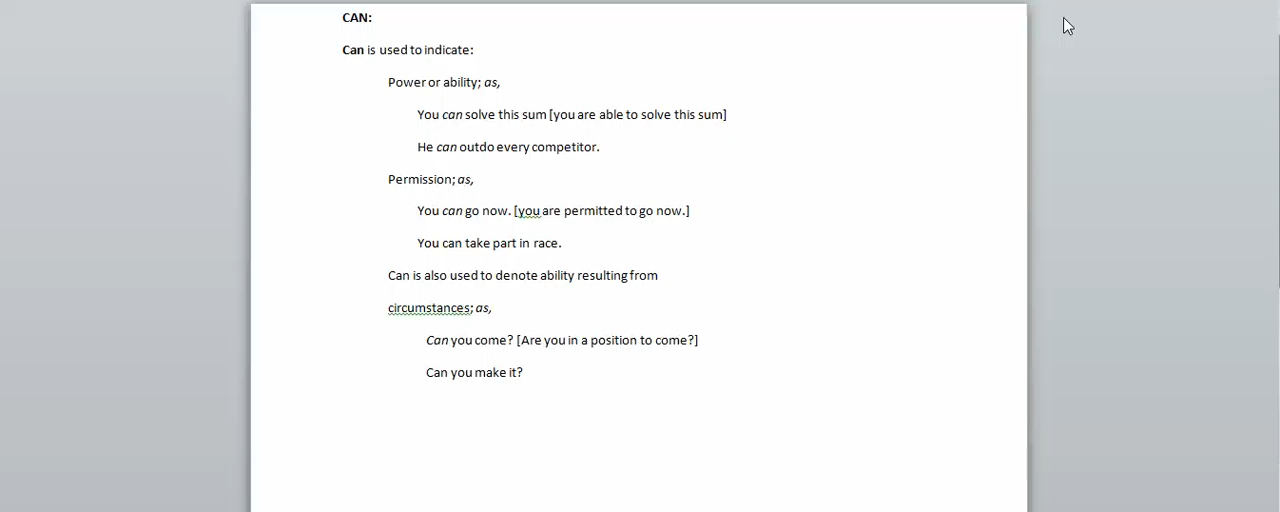 CAN:
Can is used to indicate:
Power or ability; as,
You can solve this sum [you are able to solve this sum]
He can outdo every competitor.
Permission; as,
You can go now. [you are permitted to go now.]
You can take part in race.
Can is also used to denote ability resulting from
circumstances; as,
Can you come? [Are you in a position to come?]
Can you make it?